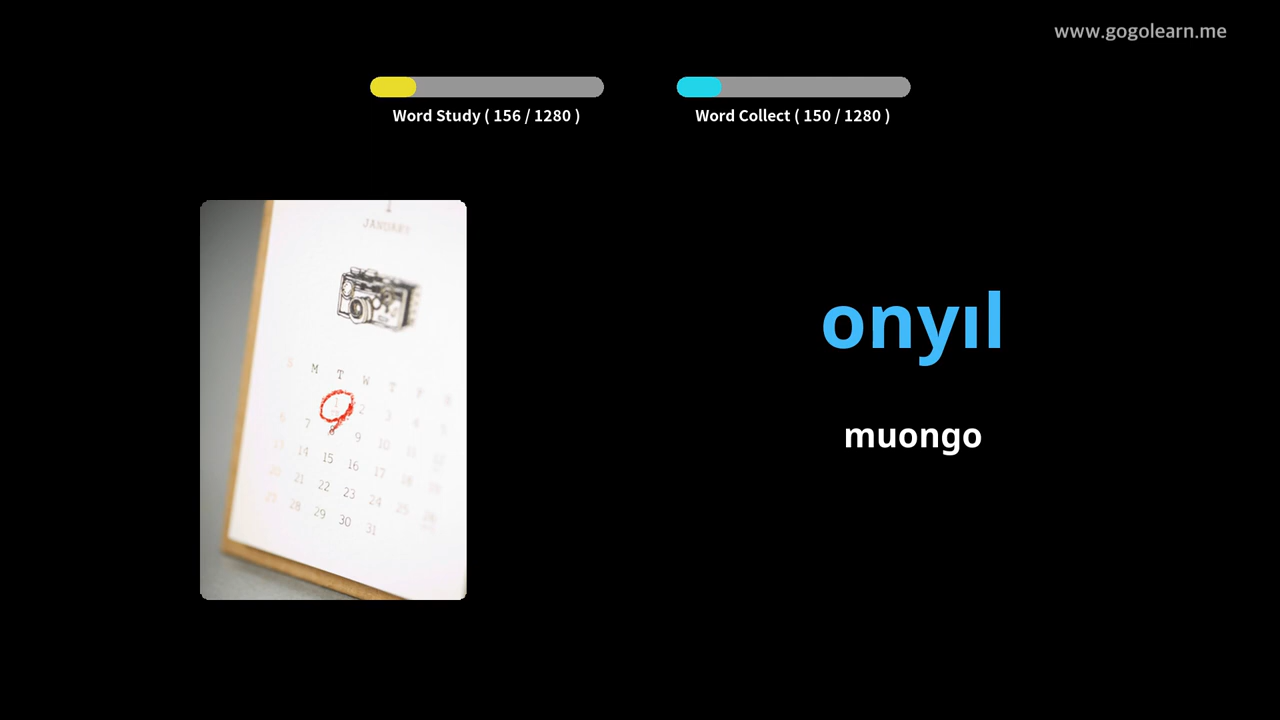 www.gogolearn.me
Word Study ( 156 / 1280 )
Word Collect ( 150 / 1280 )
JANUARY
S M T W T F S
1 2 3 4 5
6 7 8 9 10 11
13 14 15 16 17 18
20 21 22 23 24 25 26
27 28 29 30 31
onyıl
muongo